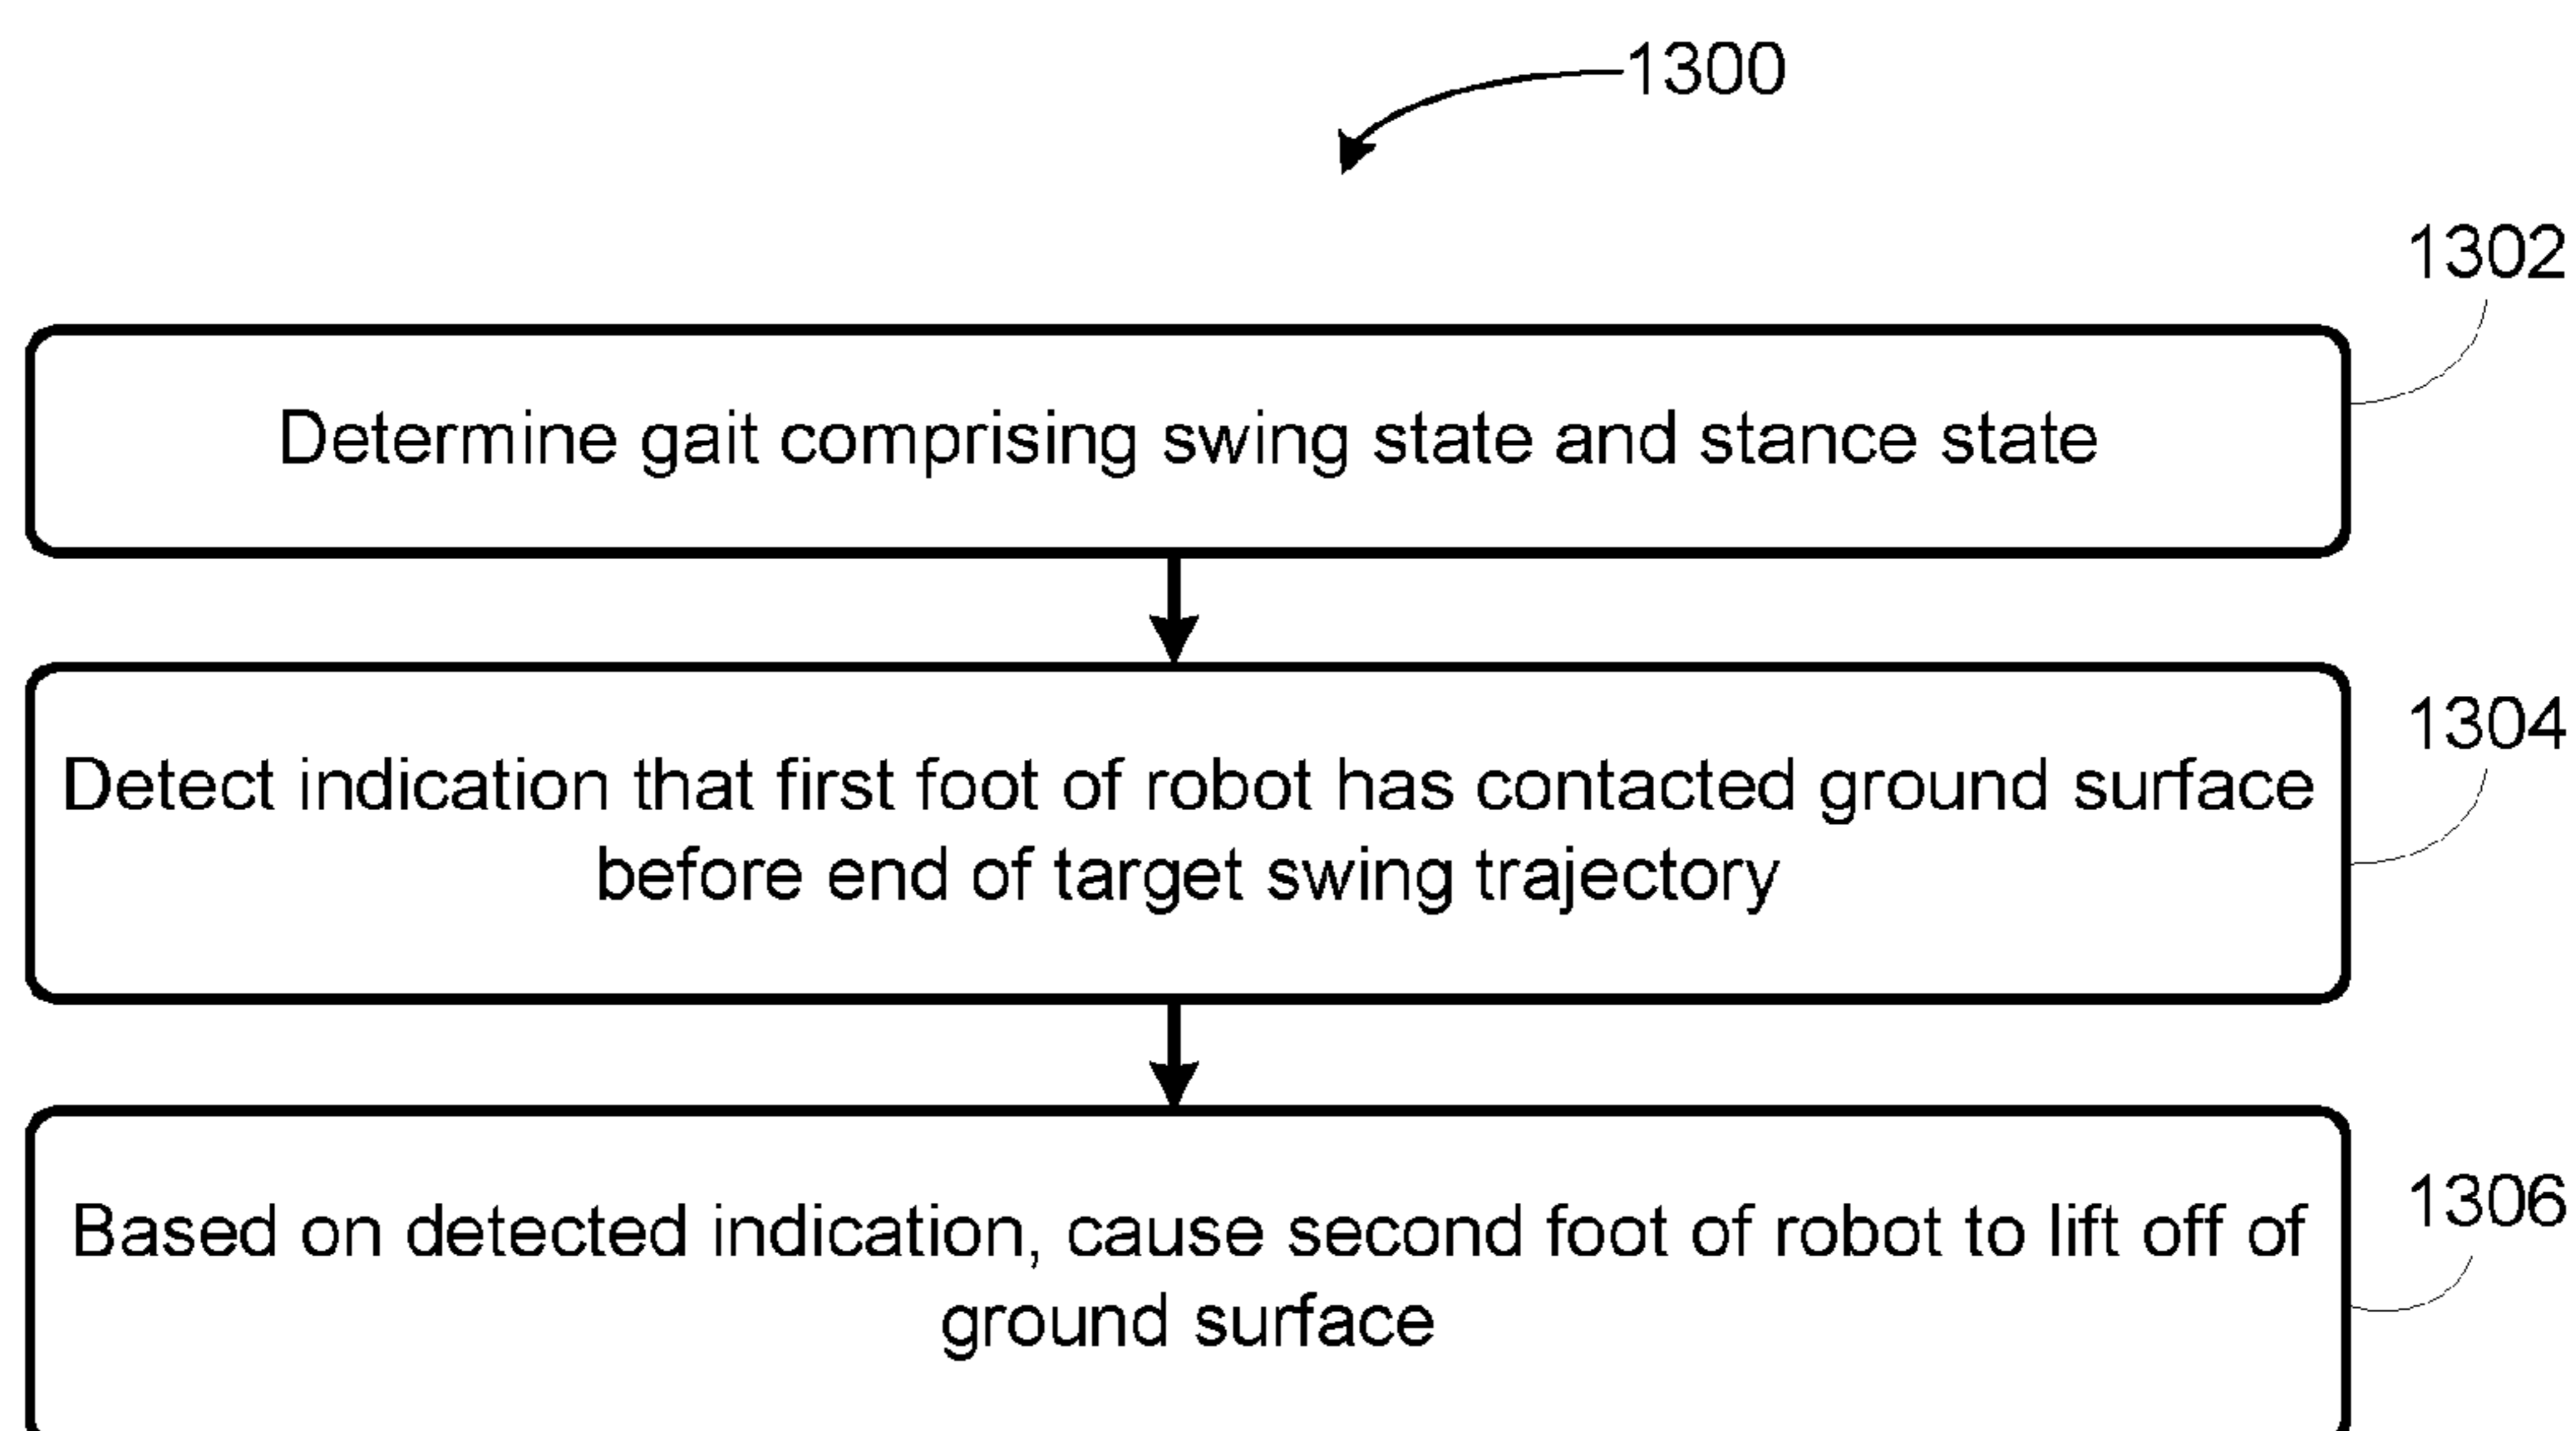 1300
1302
Determine gait comprising swing state and stance state
1304
Detect indication that first foot of robot has contacted ground surface
before end of target swing trajectory
1306
Based on detected indication, cause second foot of robot to lift off of
ground surface